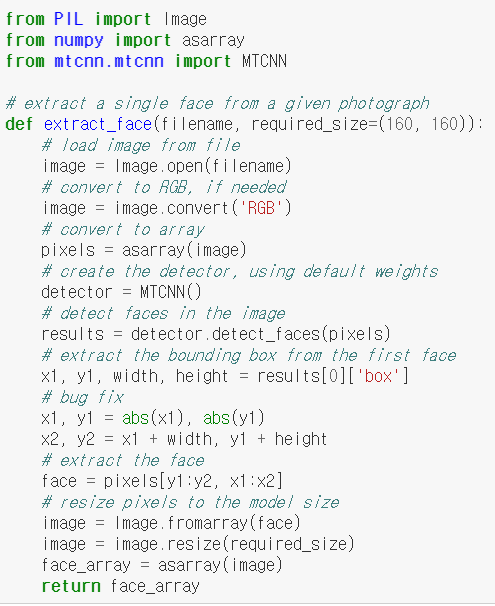 from PIL import Image
from numpy import asarray
from mtcnn.mtcnn import MTCNN
# extract a single face from a given photograph
def extract_face(filename, required_size=(160, 160)):
    # load image from file
    image = Image.open(filename)
    # convert to RGB, if needed
    image = image.convert('RGB')
    # convert to array
    pixels = asarray(image)
    # create the detector, using default weights
    detector = MTCNN()
    # detect faces in the image
    results = detector.detect_faces(pixels)
    # extract the bounding box from the first face
    x1, y1, width, height = results[0]['box']
    # bug fix
    x1, y1 = abs(x1), abs(y1)
    x2, y2 = x1 + width, y1 + height
    # extract the face
    face = pixels[y1:y2, x1:x2]
    # resize pixels to the model size
    image = Image.fromarray(face)
    image = image.resize(required_size)
    face_array = asarray(image)
    return face_array